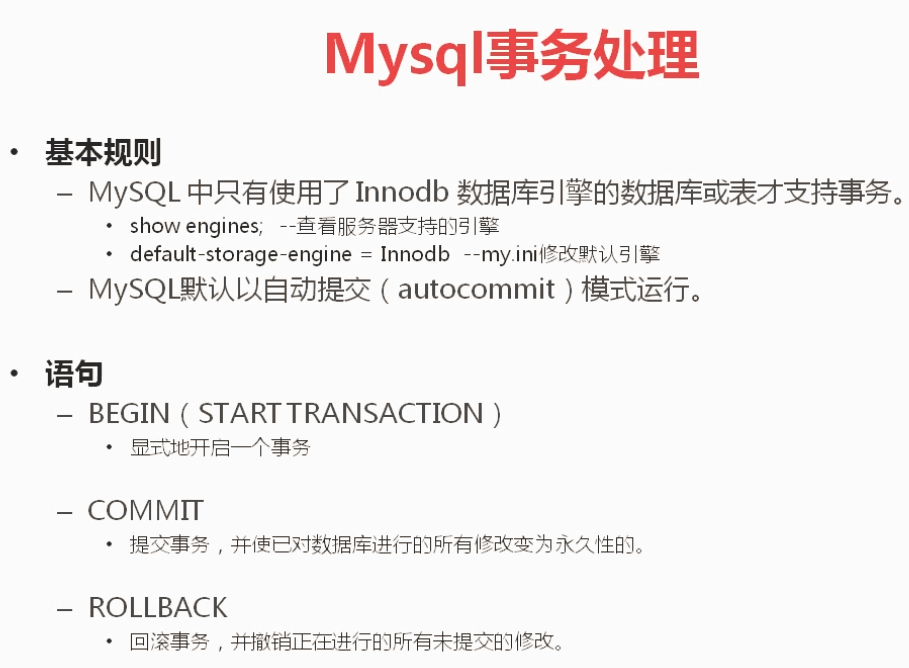 Mysql事务处理
• 基本规则
– MySQL 中只有使用了 Innodb 数据库引擎的数据库或表才支持事务。
• show engines; --查看服务器支持的引擎
• default-storage-engine = Innodb --my.ini修改默认引擎
– MySQL默认以自动提交（autocommit）模式运行。
• 语句
– BEGIN（START TRANSACTION）
• 显式地开启一个事务
– COMMIT
• 提交事务，并使已对数据库进行的所有修改变为永久性的。
– ROLLBACK
• 回滚事务，并撤销正在进行的所有未提交的修改。